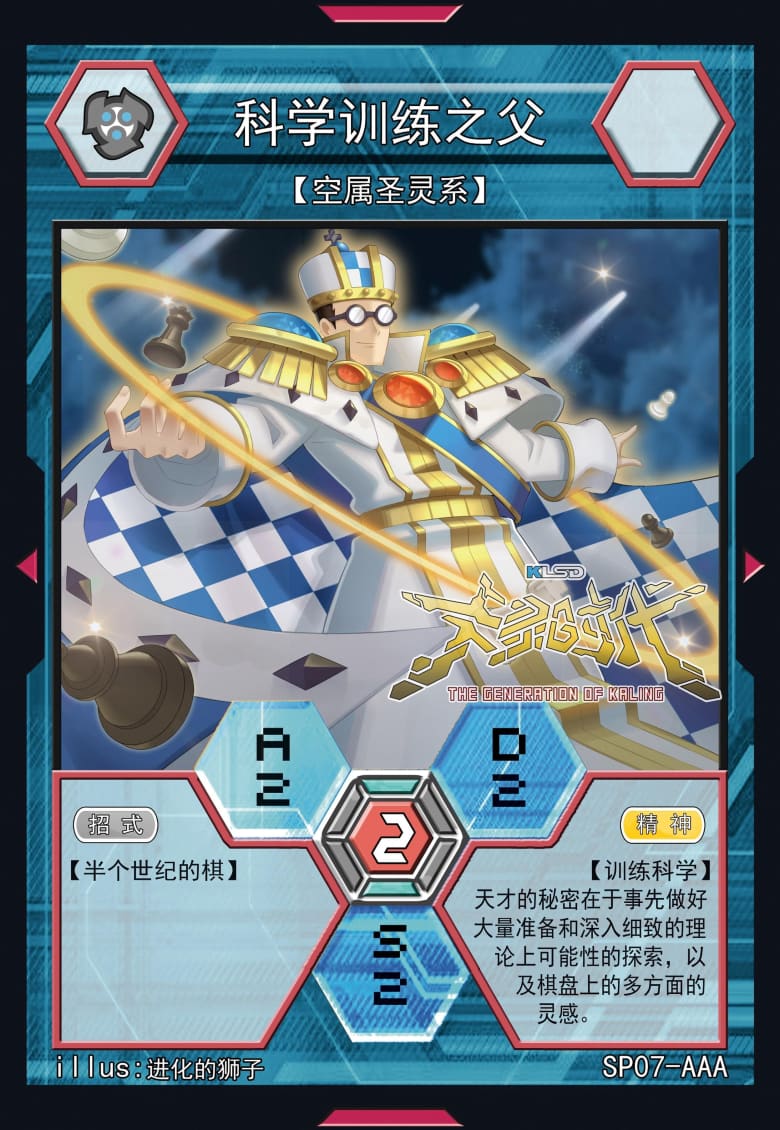 科学训练之父
【空属圣灵系】
KLSD
天灵时代
THE GENERATION OF KALING
A
2
D
2
2
S
2
招式
【半个世纪的棋】
精神
【训练科学】
天才的秘密在于事先做好
大量准备和深入细致的理
论上可能性的探索，以
及棋盘上的多方面的
灵感。
illus:进化的狮子
SP07-AAA